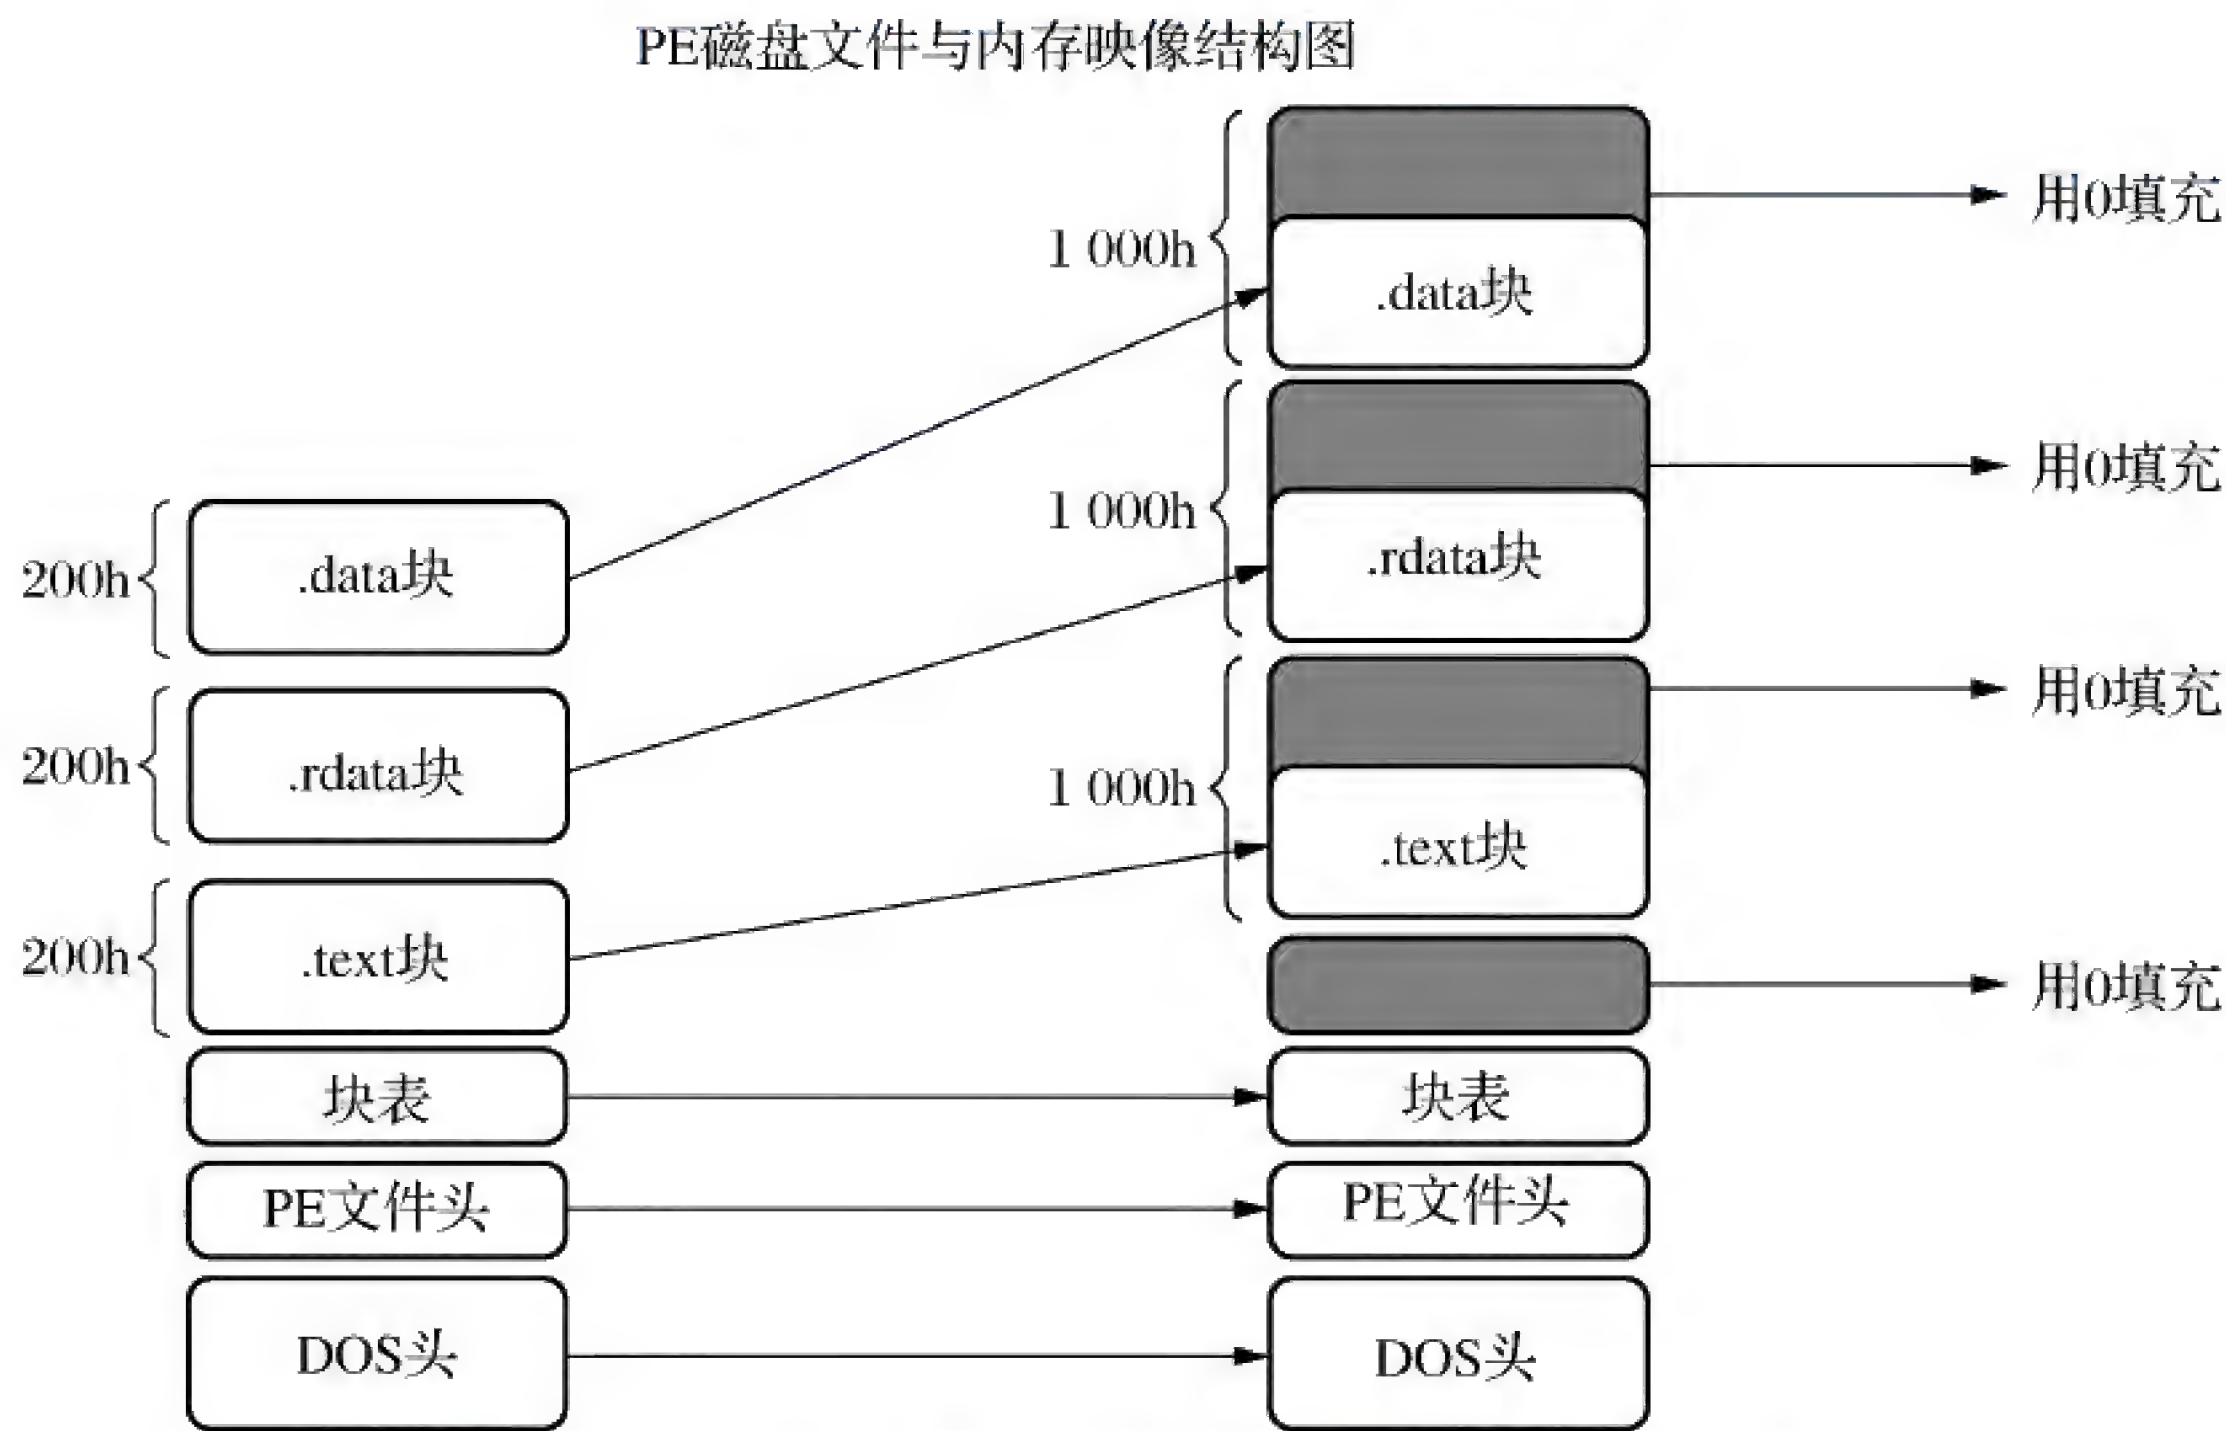 PE磁盘文件与内存映像结构图
用0填充
1 000h
.data块
用0填充
1 000h
.rdata块
200h
.data块
用0填充
200h
.rdata块
1 000h
.text块
200h
.text块
用0填充
块表
块表
PE文件头
PE文件头
DOS头
DOS头